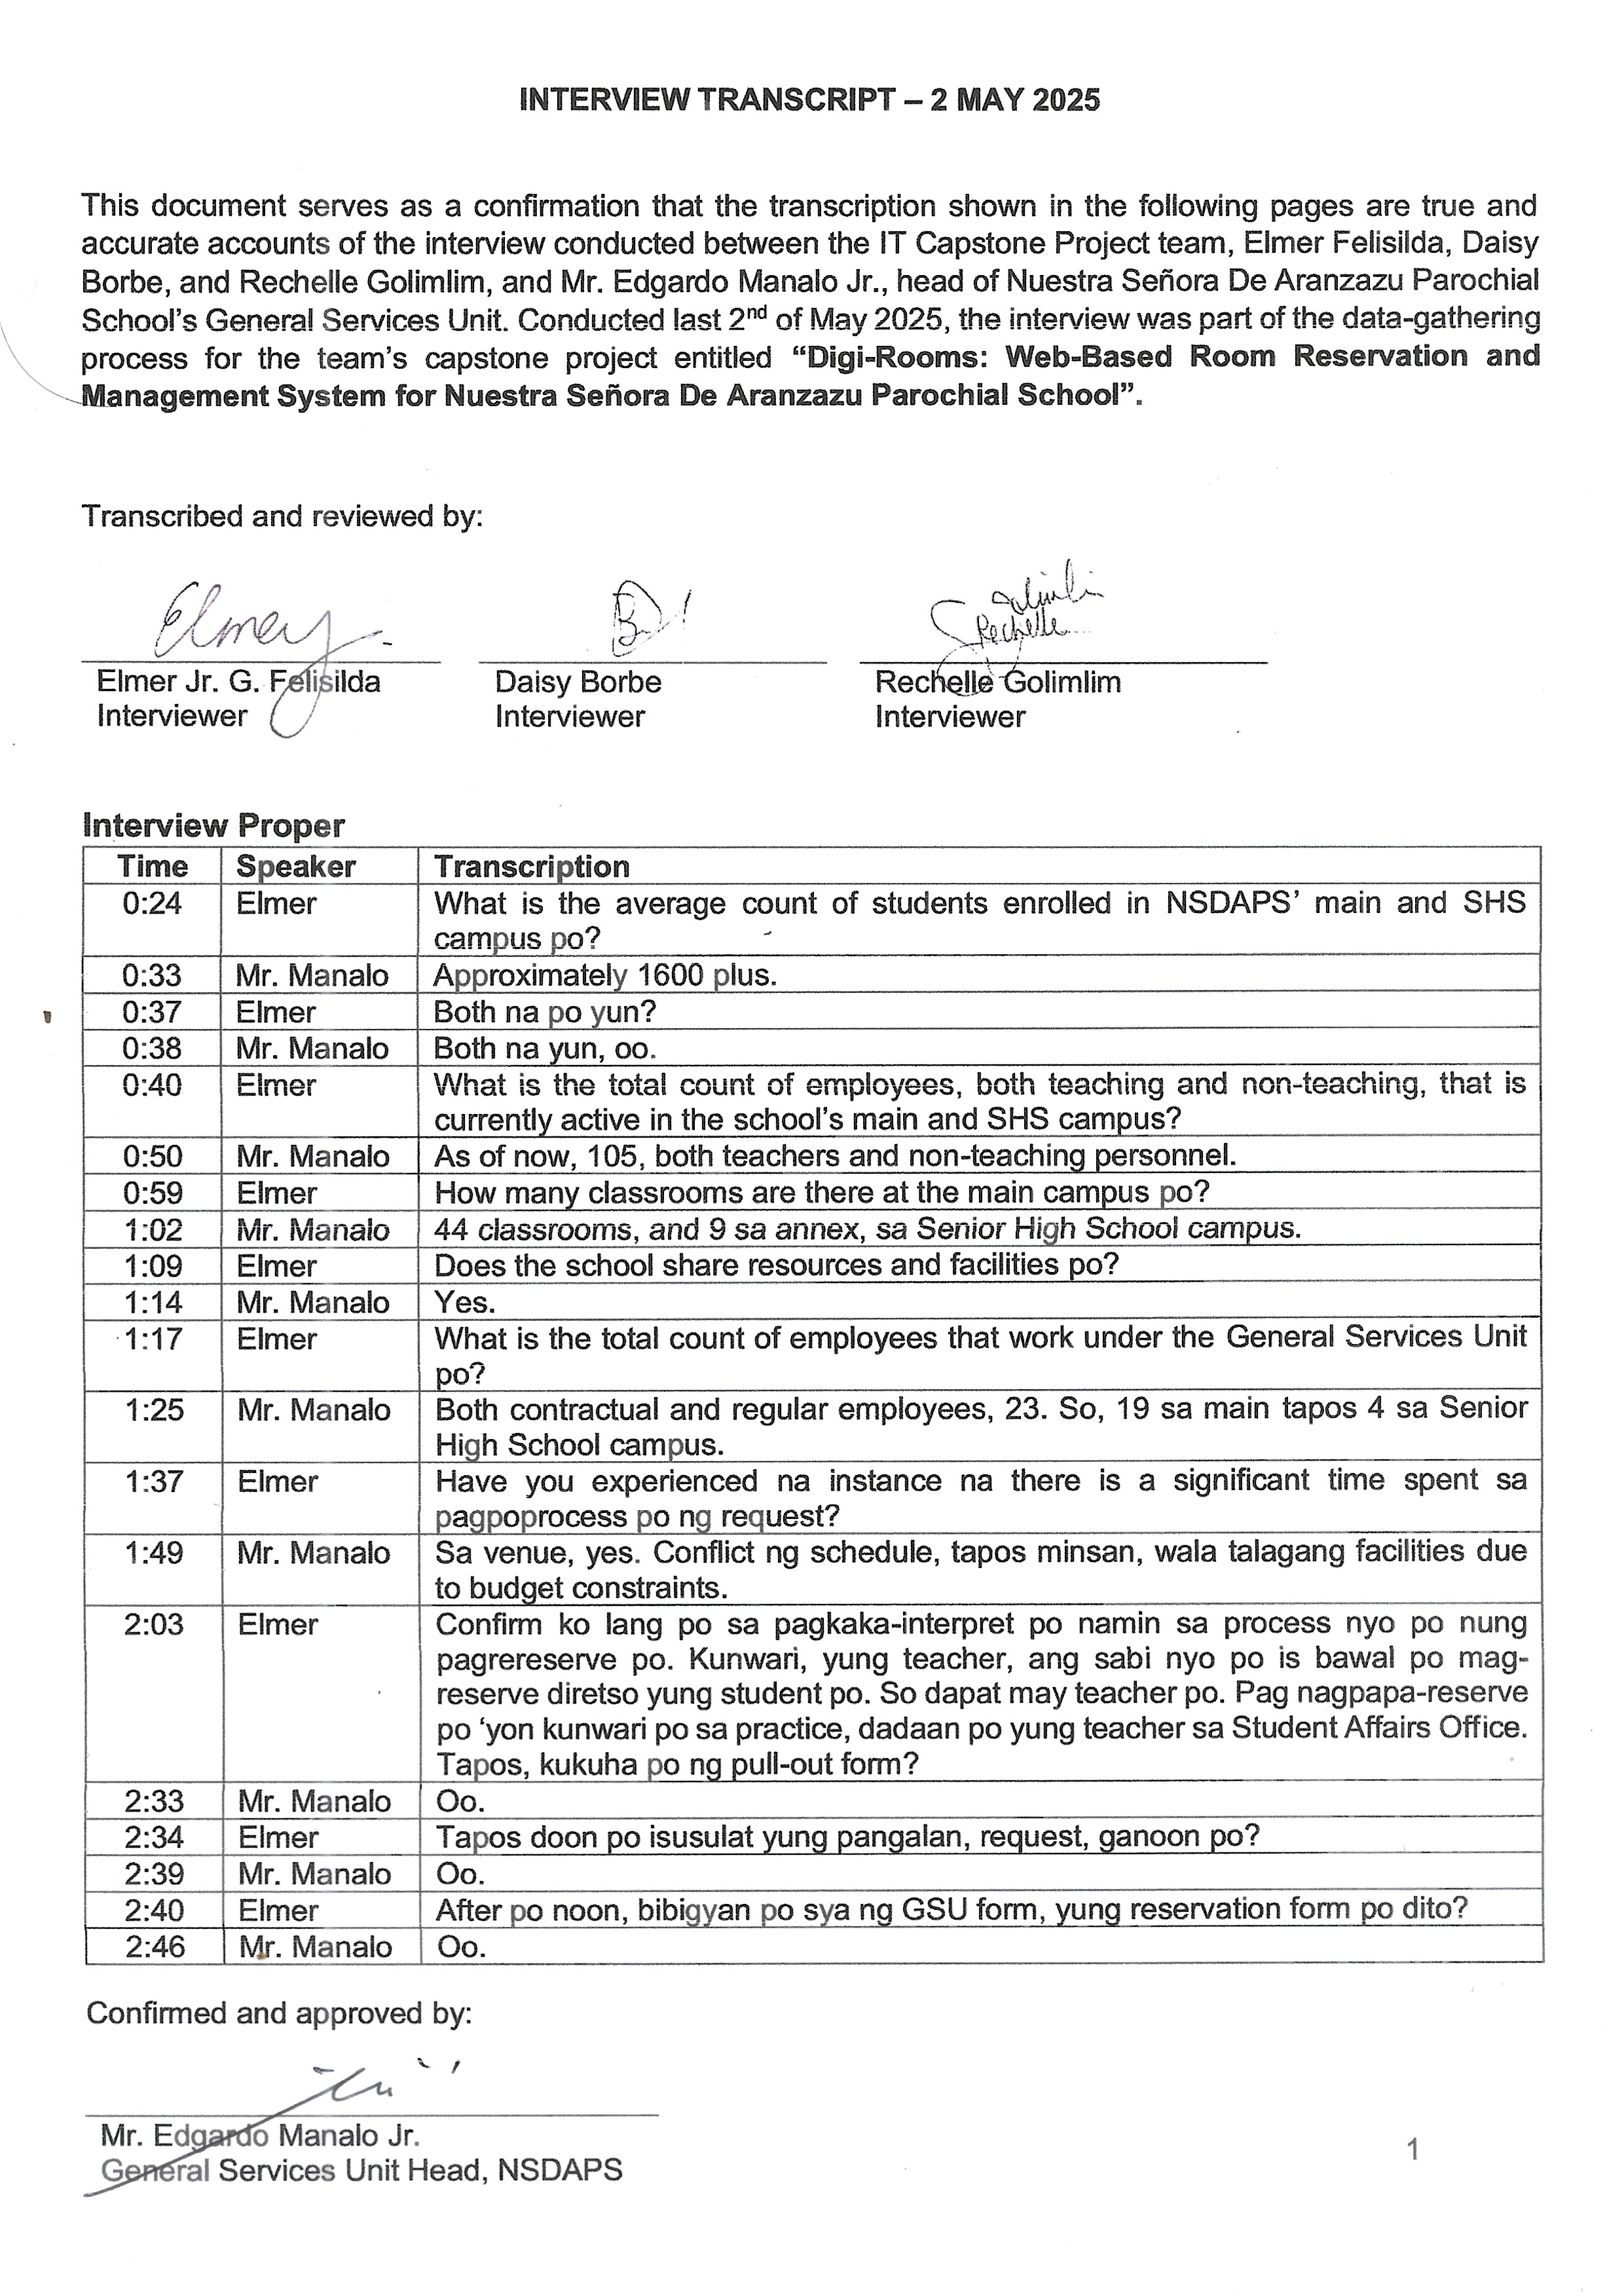 INTERVIEW TRANSCRIPT – 2 MAY 2025
This document serves as a confirmation that the transcription shown in the following pages are true and
accurate accounts of the interview conducted between the IT Capstone Project team, Elmer Felisilda, Daisy
Borbe, and Rechelle Golimlim, and Mr. Edgardo Manalo Jr., head of Nuestra Señora De Aranzazu Parochial
School's General Services Unit. Conducted last 2nd of May 2025, the interview was part of the data-gathering
process for the team's capstone project entitled “Digi-Rooms: Web-Based Room Reservation and
Management System for Nuestra Señora De Aranzazu Parochial School”.
Transcribed and reviewed by:
Elmer Jr. G. Felisilda Daisy Borbe Rechelle Golimlim
Interviewer Interviewer Interviewer
Interview Proper
Time Speaker Transcription
0:24 Elmer What is the average count of students enrolled in NSDAPS' main and SHS
campus po?
0:33 Mr. Manalo Approximately 1600 plus.
0:37 Elmer Both na po yun?
0:38 Mr. Manalo Both na yun, oo.
0:40 Elmer What is the total count of employees, both teaching and non-teaching, that is
currently active in the school's main and SHS campus?
0:50 Mr. Manalo As of now, 105, both teachers and non-teaching personnel.
0:59 Elmer How many classrooms are there at the main campus po?
1:02 Mr. Manalo 44 classrooms, and 9 sa annex, sa Senior High School campus.
1:09 Elmer Does the school share resources and facilities po?
1:14 Mr. Manalo Yes.
1:17 Elmer What is the total count of employees that work under the General Services Unit
po?
1:25 Mr. Manalo Both contractual and regular employees, 23. So, 19 sa main tapos 4 sa Senior
High School campus.
1:37 Elmer Have you experienced na instance na there is a significant time spent sa
pagpoprocess po ng request?
1:49 Mr. Manalo Sa venue, yes. Conflict ng schedule, tapos minsan, wala talagang facilities due
to budget constraints.
2:03 Elmer Confirm ko lang po sa pagkaka-interpret po namin sa process nyo po nung
pagrereserve po. Kunwari, yung teacher, ang sabi nyo po is bawal po mag-
reserve diretso yung student po. So dapat may teacher po. Pag nagpapa-reserve
po ‘yon kunwari po sa practice, dadaan po yung teacher sa Student Affairs Office.
Tapos, kukuha po ng pull-out form?
2:33 Mr. Manalo Oo.
2:34 Elmer Tapos doon po isusulat yung pangalan, request, ganoon po?
2:39 Mr. Manalo Oo.
2:40 Elmer After po noon, bibigyan po sya ng GSU form, yung reservation form po dito?
2:46 Mr. Manalo Oo.
Confirmed and approved by:
Mr. Edgardo Manalo Jr.
General Services Unit Head, NSDAPS
1